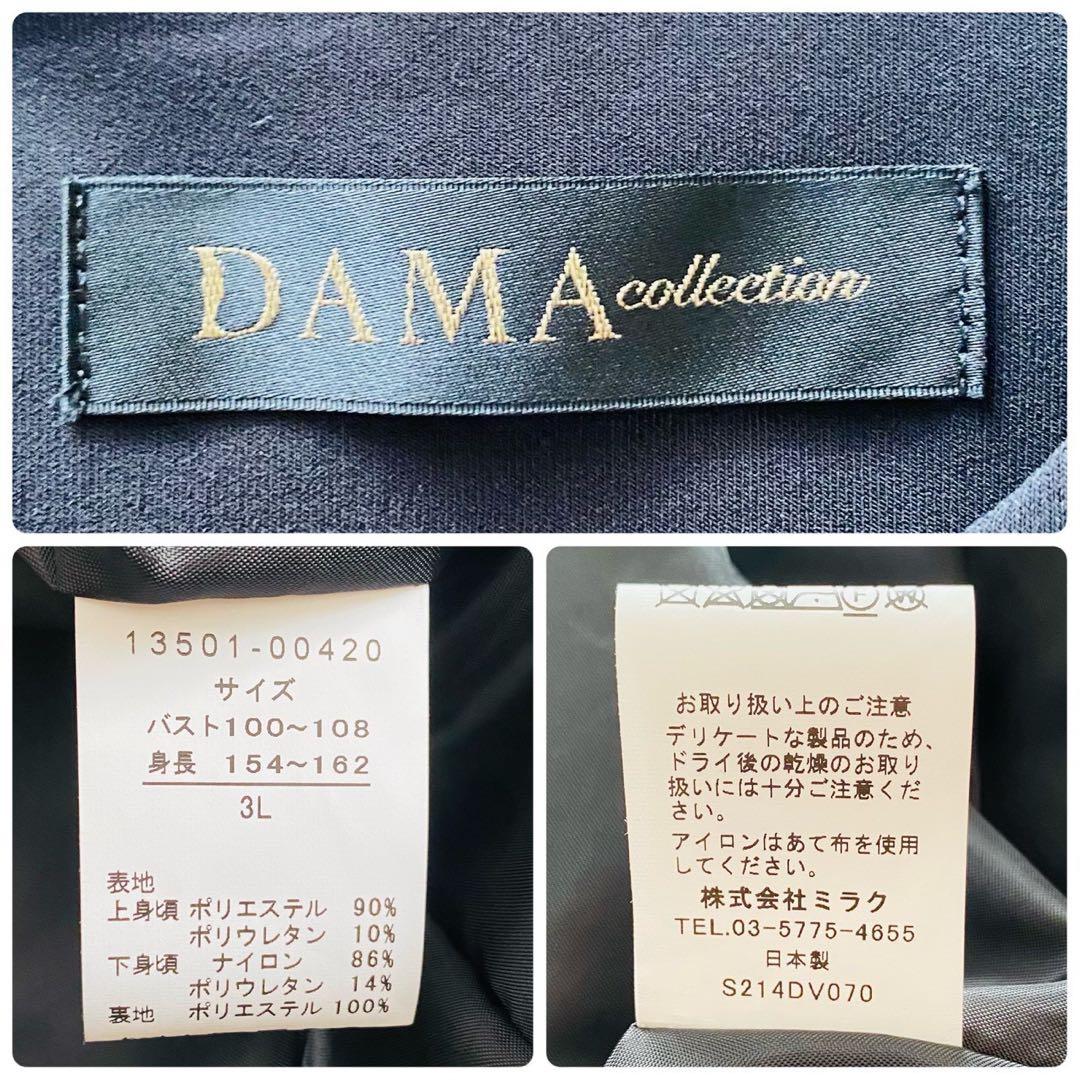 DAMA collection
13501-00420
サイズ
バスト100～108
身長 154～162
3L
表地
上身頃 ポリエステル 90%
ポリウレタン 10%
下身頃 ナイロン 86%
ポリウレタン 14%
裏地 ポリエステル 100%
お取り扱い上のご注意
デリケートな製品のため、
ドライ後の乾燥のお取り
扱いには十分ご注意くだ
さい。
アイロンはあて布を使用
してください。
株式会社ミラク
TEL.03-5775-4655
日本製
S214DV070